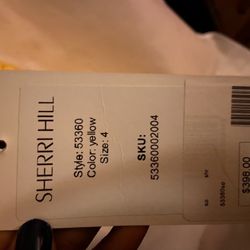 SHERRI HILL
Style: 53360
Color: yellow
Size: 4
SKU:
53360002004
$398.00